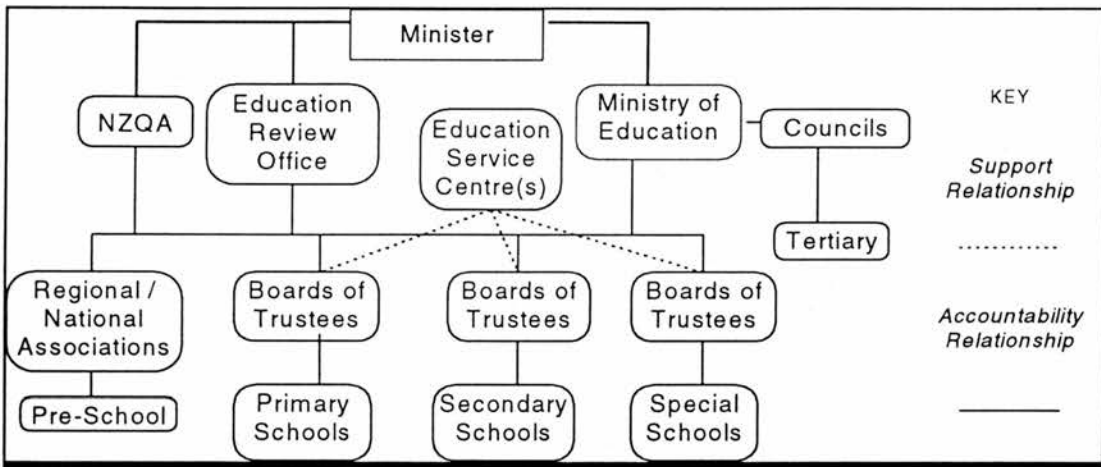 Minister
NZQA
Education
Review
Office
Education
Service
Centre(s)
Ministry of
Education
Councils
Tertiary
KEY
Support
Relationship
Accountability
Relationship
Regional /
National
Associations
Boards of
Trustees
Boards of
Trustees
Boards of
Trustees
Pre-School
Primary
Schools
Secondary
Schools
Special
Schools